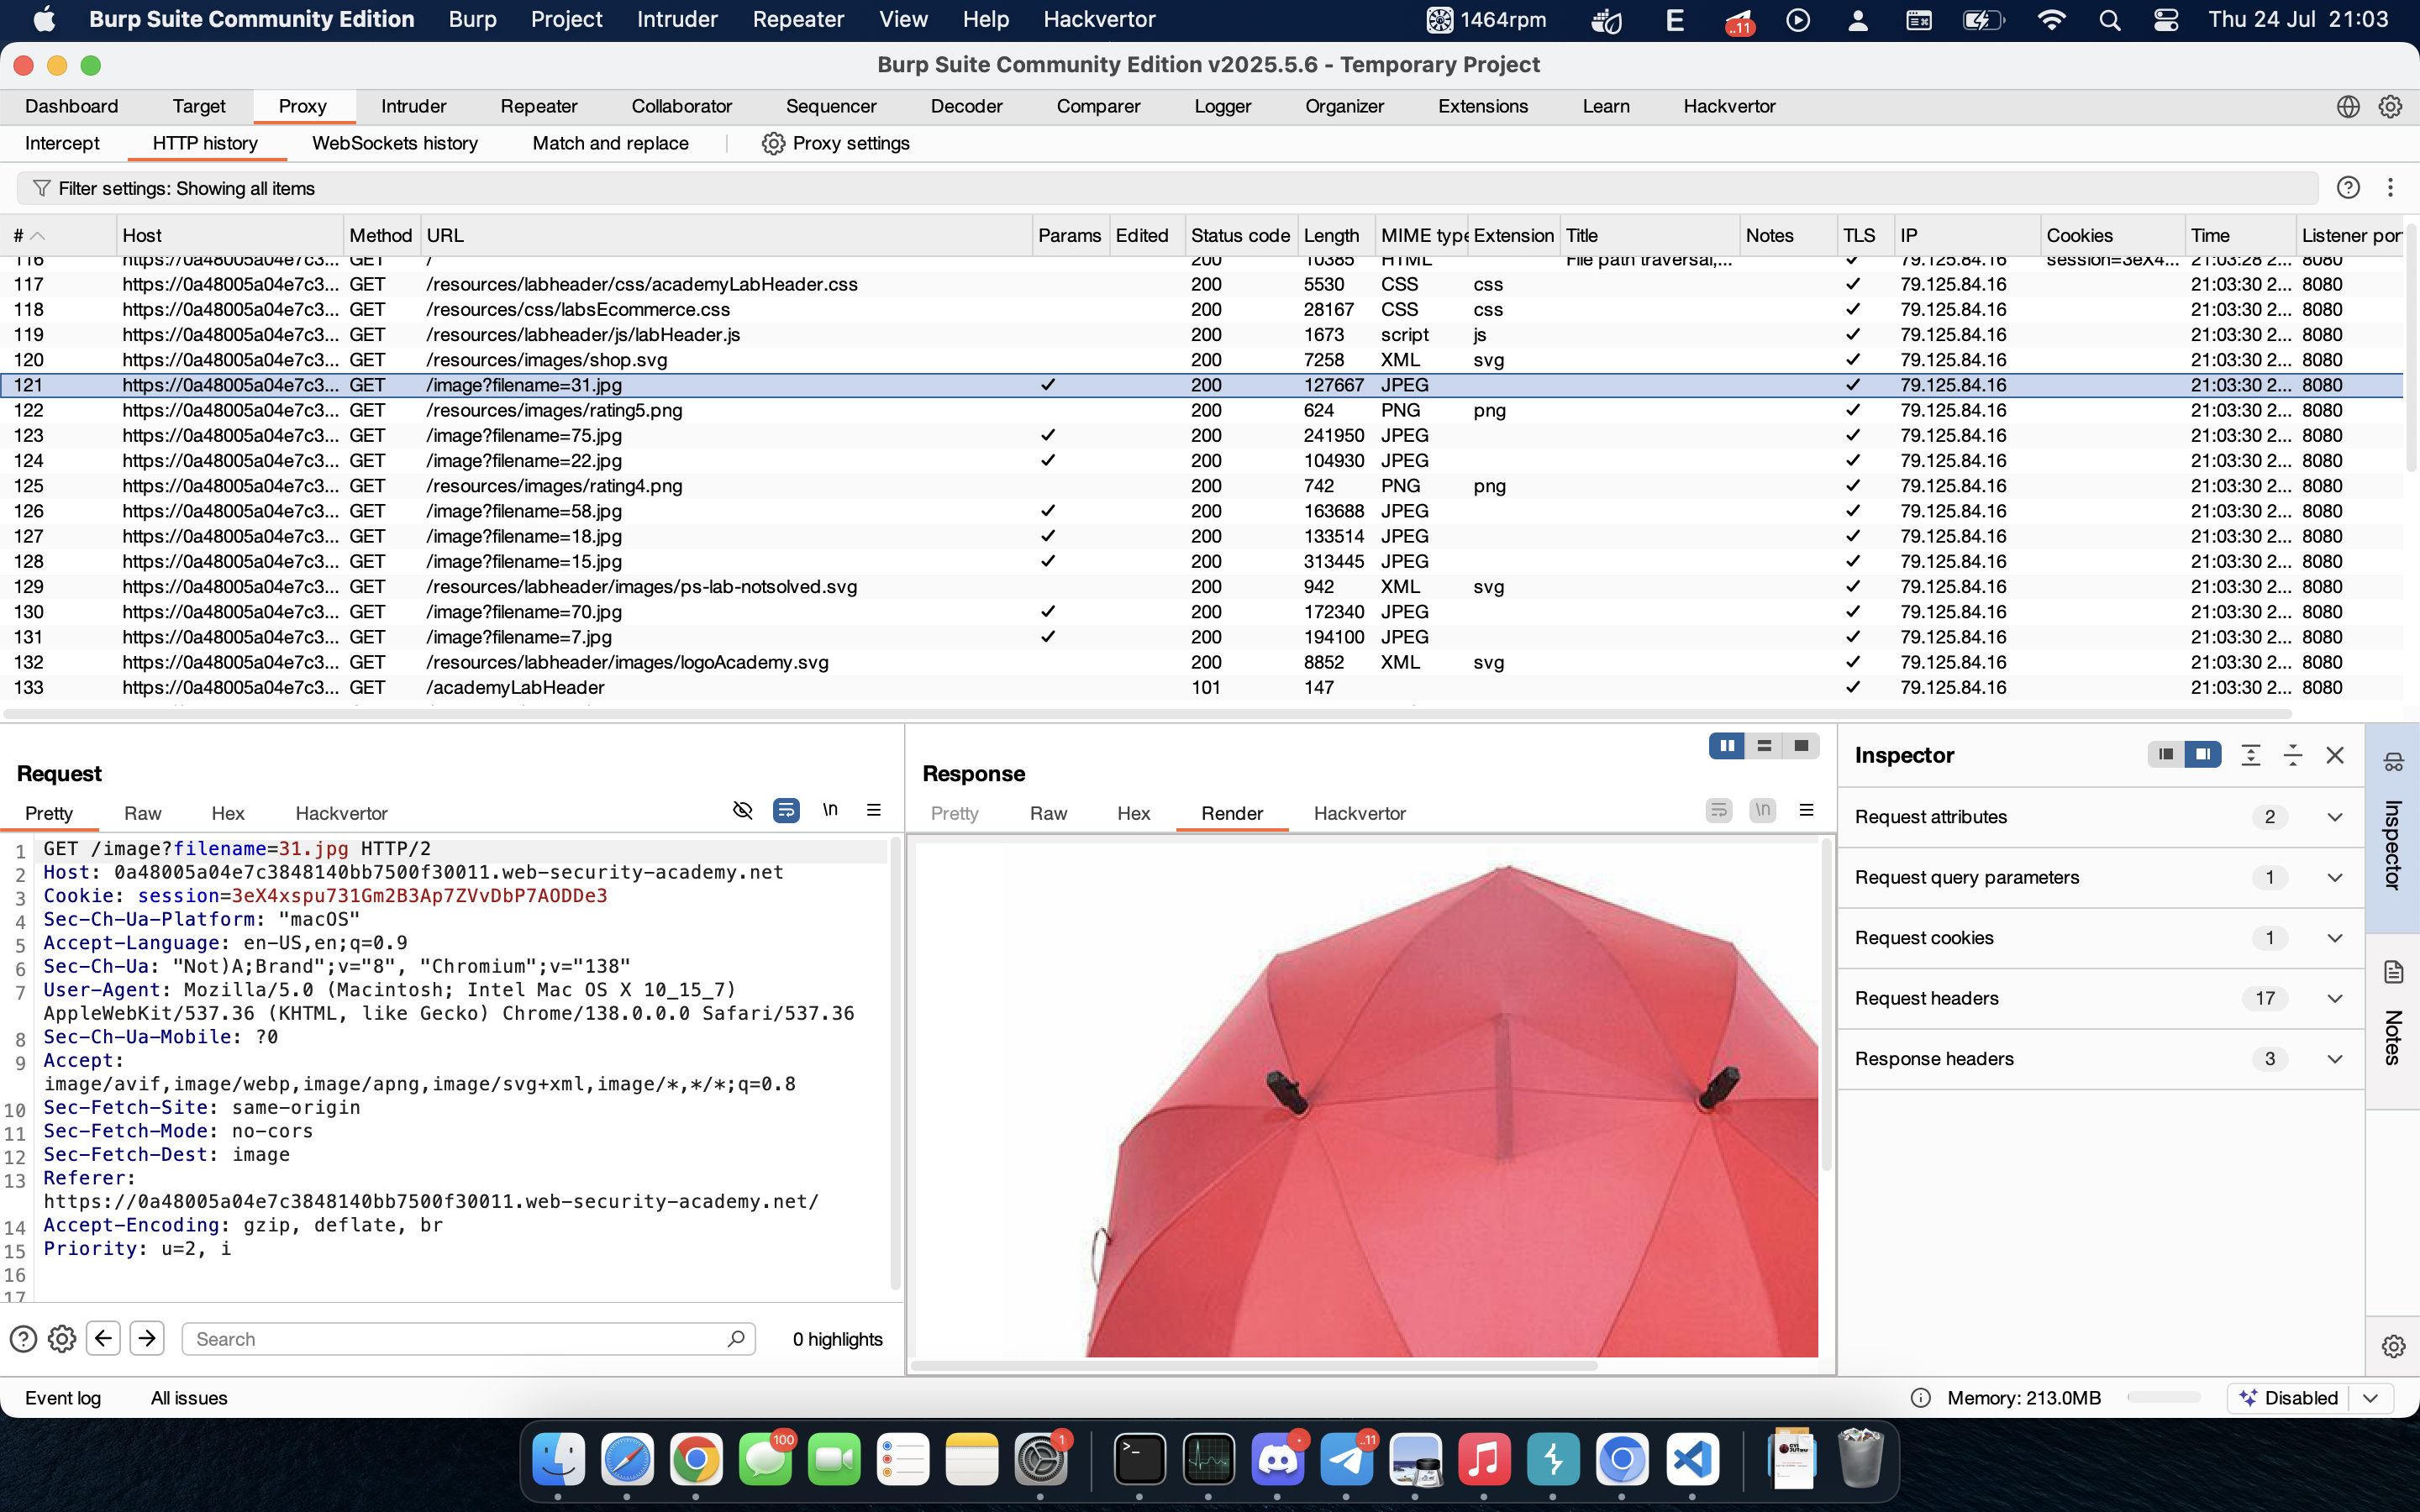 Burp Suite Community Edition Burp Project Intruder Repeater View Help Hackvertor 1464rpm E ..11 Thu 24 Jul 21:03
Burp Suite Community Edition v2025.5.6 - Temporary Project
Dashboard Target Proxy Intruder Repeater Collaborator Sequencer Decoder Comparer Logger Organizer Extensions Learn Hackvertor
Intercept HTTP history WebSockets history Match and replace Proxy settings
Filter settings: Showing all items
# Host Method URL Params Edited Status code Length MIME type Extension Title Notes TLS IP Cookies Time Listener por
116 https://0a48005a04e7c3... GET / 200 10385 HTML File path traversal,... ✓ 79.125.84.16 session=3eX4... 21:03:28 2... 8080
117 https://0a48005a04e7c3... GET /resources/labheader/css/academyLabHeader.css 200 5530 CSS css ✓ 79.125.84.16 21:03:30 2... 8080
118 https://0a48005a04e7c3... GET /resources/css/labsEcommerce.css 200 28167 CSS css ✓ 79.125.84.16 21:03:30 2... 8080
119 https://0a48005a04e7c3... GET /resources/labheader/js/labHeader.js 200 1673 script js ✓ 79.125.84.16 21:03:30 2... 8080
120 https://0a48005a04e7c3... GET /resources/images/shop.svg 200 7258 XML svg ✓ 79.125.84.16 21:03:30 2... 8080
121 https://0a48005a04e7c3... GET /image?filename=31.jpg ✓ 200 127667 JPEG ✓ 79.125.84.16 21:03:30 2... 8080
122 https://0a48005a04e7c3... GET /resources/images/rating5.png 200 624 PNG png ✓ 79.125.84.16 21:03:30 2... 8080
123 https://0a48005a04e7c3... GET /image?filename=75.jpg ✓ 200 241950 JPEG ✓ 79.125.84.16 21:03:30 2... 8080
124 https://0a48005a04e7c3... GET /image?filename=22.jpg ✓ 200 104930 JPEG ✓ 79.125.84.16 21:03:30 2... 8080
125 https://0a48005a04e7c3... GET /resources/images/rating4.png 200 742 PNG png ✓ 79.125.84.16 21:03:30 2... 8080
126 https://0a48005a04e7c3... GET /image?filename=58.jpg ✓ 200 163688 JPEG ✓ 79.125.84.16 21:03:30 2... 8080
127 https://0a48005a04e7c3... GET /image?filename=18.jpg ✓ 200 133514 JPEG ✓ 79.125.84.16 21:03:30 2... 8080
128 https://0a48005a04e7c3... GET /image?filename=15.jpg ✓ 200 313445 JPEG ✓ 79.125.84.16 21:03:30 2... 8080
129 https://0a48005a04e7c3... GET /resources/labheader/images/ps-lab-notsolved.svg 200 942 XML svg ✓ 79.125.84.16 21:03:30 2... 8080
130 https://0a48005a04e7c3... GET /image?filename=70.jpg ✓ 200 172340 JPEG ✓ 79.125.84.16 21:03:30 2... 8080
131 https://0a48005a04e7c3... GET /image?filename=7.jpg ✓ 200 194100 JPEG ✓ 79.125.84.16 21:03:30 2... 8080
132 https://0a48005a04e7c3... GET /resources/labheader/images/logoAcademy.svg 200 8852 XML svg ✓ 79.125.84.16 21:03:30 2... 8080
133 https://0a48005a04e7c3... GET /academyLabHeader 101 147 ✓ 79.125.84.16 21:03:30 2... 8080
Request
Pretty Raw Hex Hackvertor \n
1 GET /image?filename=31.jpg HTTP/2
2 Host: 0a48005a04e7c3848140bb7500f30011.web-security-academy.net
3 Cookie: session=3eX4xspu731Gm2B3Ap7ZVvDbP7AODDe3
4 Sec-Ch-Ua-Platform: "macOS"
5 Accept-Language: en-US,en;q=0.9
6 Sec-Ch-Ua: "Not)A;Brand";v="8", "Chromium";v="138"
7 User-Agent: Mozilla/5.0 (Macintosh; Intel Mac OS X 10_15_7)
AppleWebKit/537.36 (KHTML, like Gecko) Chrome/138.0.0.0 Safari/537.36
8 Sec-Ch-Ua-Mobile: ?0
9 Accept:
image/avif,image/webp,image/apng,image/svg+xml,image/*,*/*;q=0.8
10 Sec-Fetch-Site: same-origin
11 Sec-Fetch-Mode: no-cors
12 Sec-Fetch-Dest: image
13 Referer:
https://0a48005a04e7c3848140bb7500f30011.web-security-academy.net/
14 Accept-Encoding: gzip, deflate, br
15 Priority: u=2, i
16
17
Search 0 highlights
Response
Pretty Raw Hex Render Hackvertor \n
Inspector
Request attributes 2
Request query parameters 1
Request cookies 1
Request headers 17
Response headers 3
Inspector
Notes
Event log All issues Memory: 213.0MB Disabled
100 1 ..11